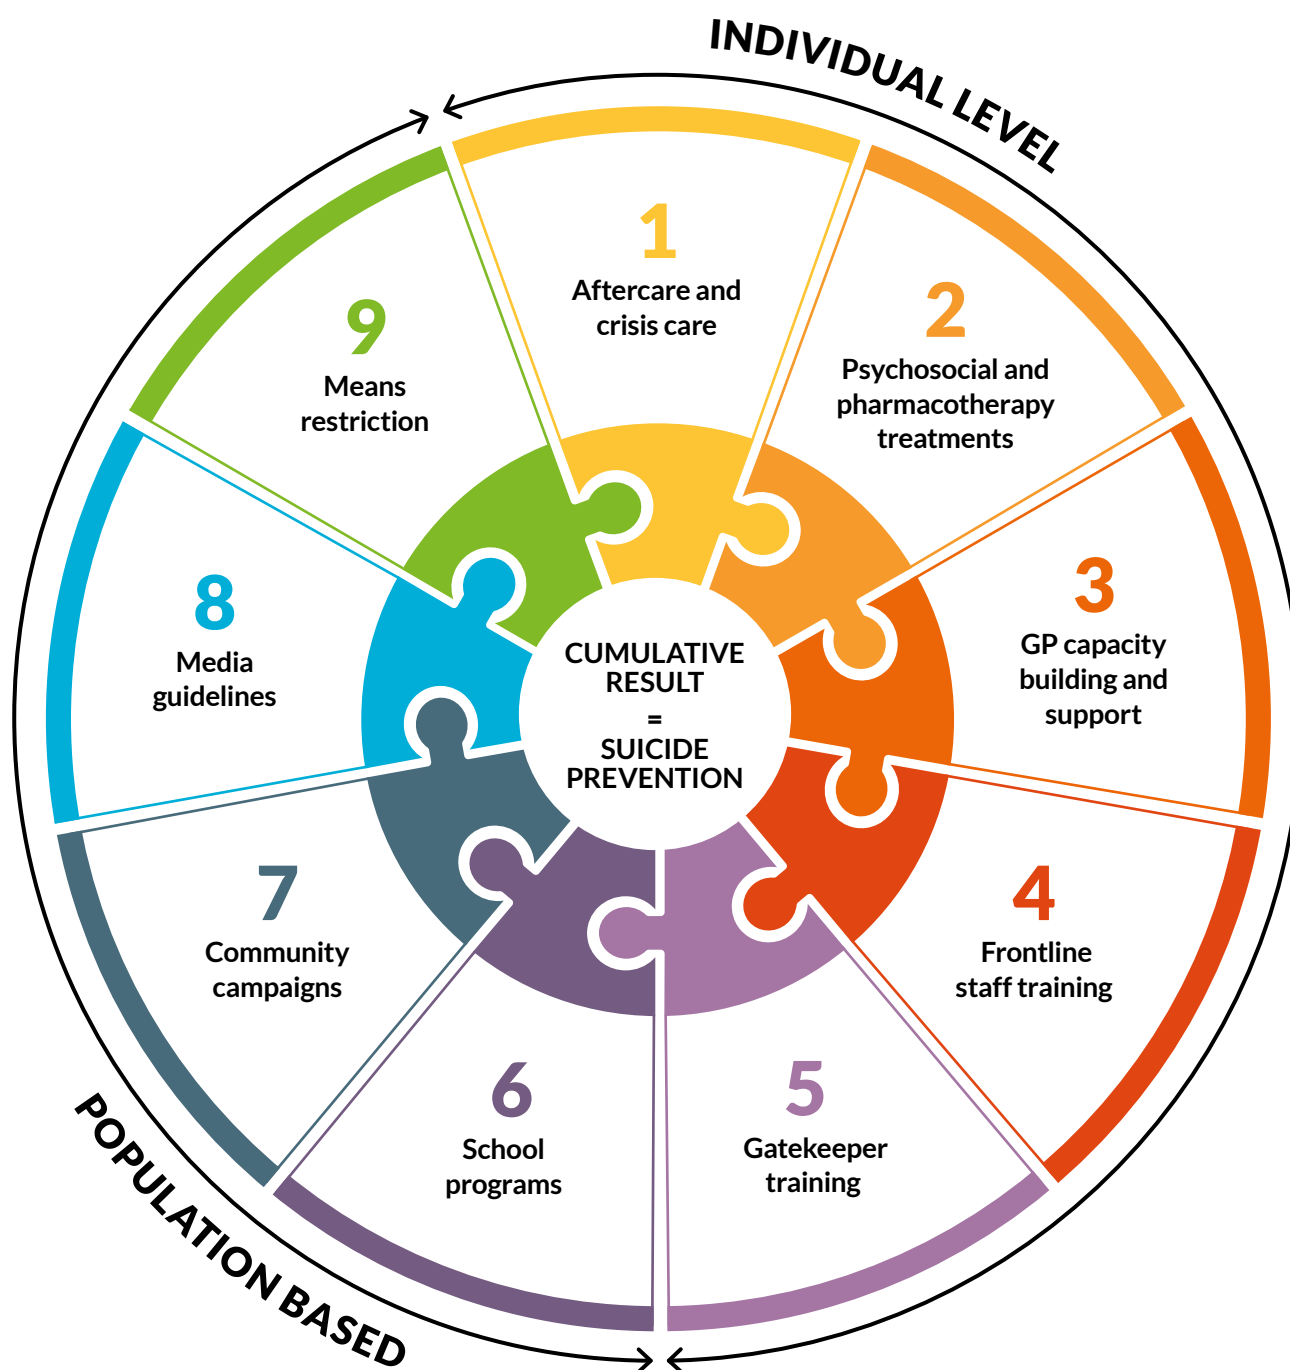 INDIVIDUAL LEVEL
1
Aftercare and
crisis care
2
Psychosocial and
pharmacotherapy
treatments
3
GP capacity
building and
support
4
Frontline
staff training
5
Gatekeeper
training
6
School
programs
7
Community
campaigns
8
Media
guidelines
9
Means
restriction
CUMULATIVE
RESULT
=
SUICIDE
PREVENTION
POPULATION BASED